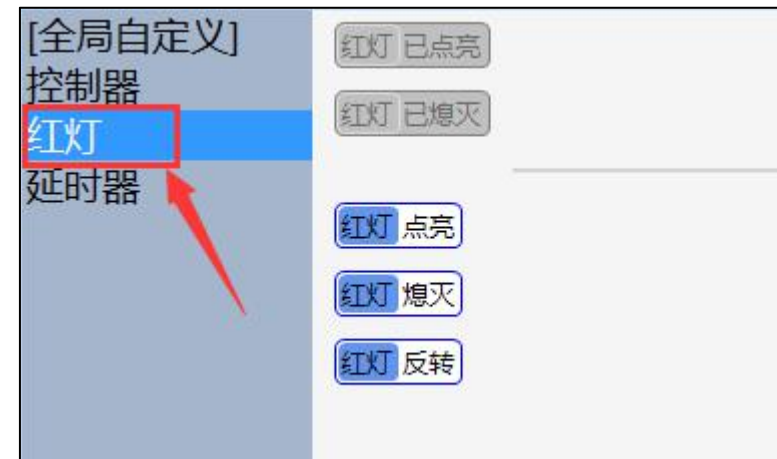 [全局自定义]
控制器
红灯
延时器
红灯 已点亮
红灯 已熄灭
红灯 点亮
红灯 熄灭
红灯 反转